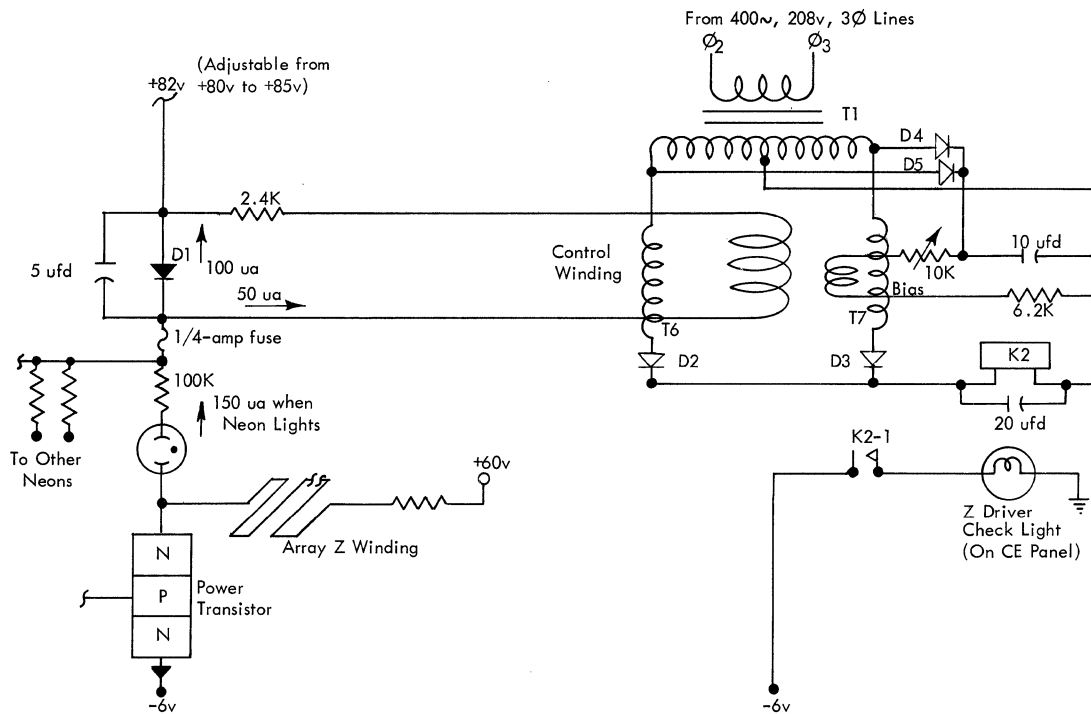 From 400~, 208v, 3Ø Lines
Ø2
Ø3
(Adjustable from
+80v to +85v)
+82v
T1
D4
D5
2.4K
5 ufd
D1
100 ua
50 ua
Control
Winding
10K
10 ufd
Bias
6.2K
T6
T7
1/4-amp fuse
D2
D3
K2
20 ufd
100K
150 ua when
Neon Lights
To Other
Neons
K2-1
+60v
Array Z Winding
Z Driver
Check Light
(On CE Panel)
N
P
N
Power
Transistor
-6v
-6v